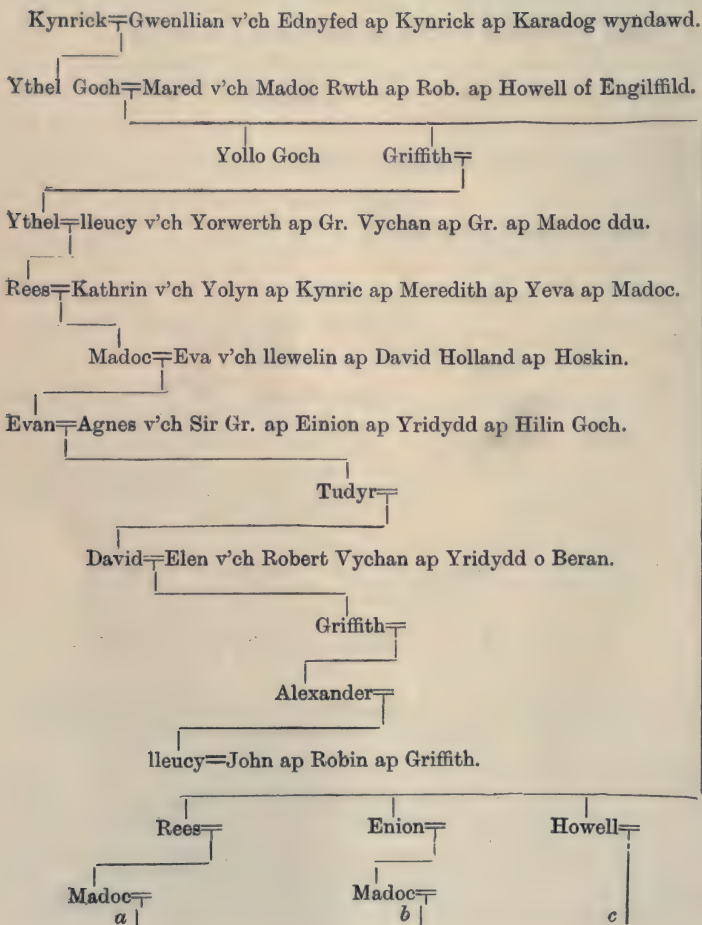 Kynrick=Gwenllian v'ch Ednyfed ap Kynrick ap Karadog wyndawd.
Ythel Goch=Mared v'ch Madoc Rwth ap Rob. ap Howell of Engilffild.
Yollo Goch Griffith=
Ythel=lleucy v'ch Yorwerth ap Gr. Vychan ap Gr. ap Madoc ddu.
Rees=Kathrin v'ch Yolyn ap Kynric ap Meredith ap Yeva ap Madoc.
Madoc=Eva v'ch llewelin ap David Holland ap Hoskin.
Evan=Agnes v'ch Sir Gr. ap Einion ap Yridydd ap Hilin Goch.
Tudyr=
David=Elen v'ch Robert Vychan ap Yridydd o Beran.
Griffith=
Alexander=
lleucy=John ap Robin ap Griffith.
Rees= Enion= Howell=
Madoc= Madoc=
a b c